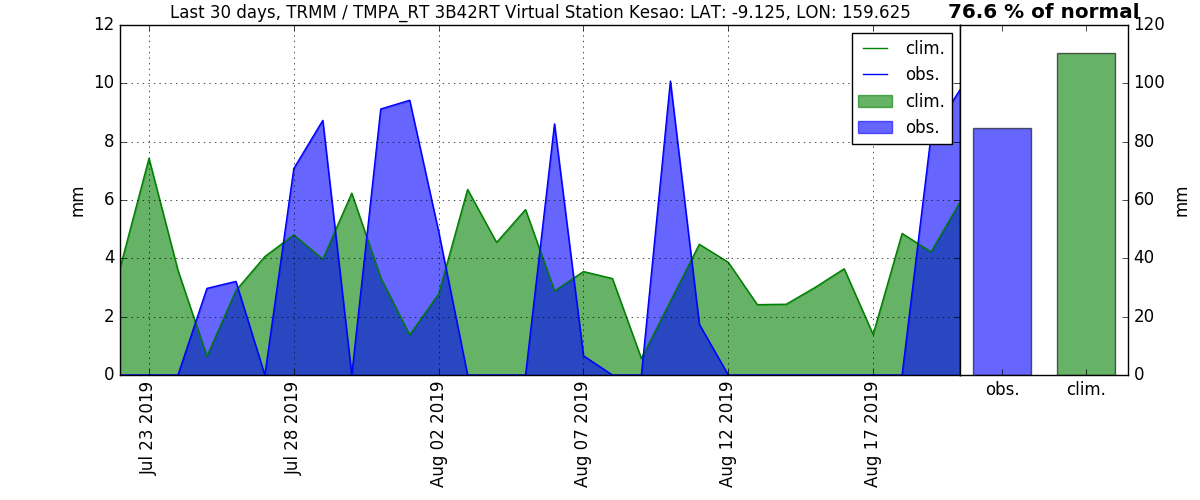 Last 30 days, TRMM / TMPA_RT 3B42RT Virtual Station Kesao: LAT: -9.125, LON: 159.625
76.6 % of normal
12
10
8
6
4
2
0
mm
clim.
obs.
clim.
obs.
120
100
80
60
40
20
0
mm
Jul 23 2019
Jul 28 2019
Aug 02 2019
Aug 07 2019
Aug 12 2019
Aug 17 2019
obs.
clim.